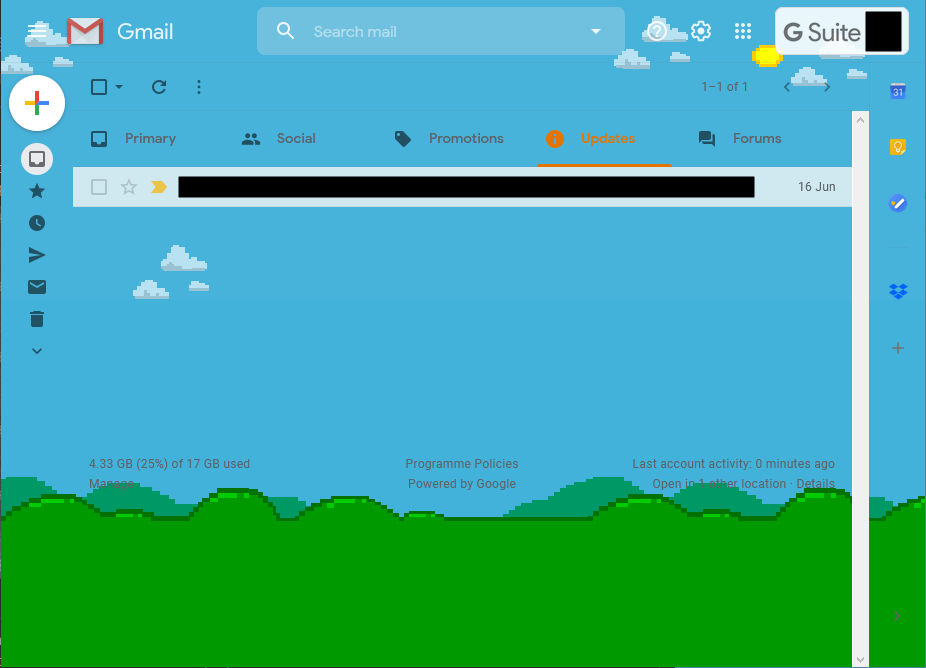 Gmail
Search mail
G Suite
1–1 of 1
31
Primary
Social
Promotions
Updates
Forums
16 Jun
4.33 GB (25%) of 17 GB used
Manage
Programme Policies
Powered by Google
Last account activity: 0 minutes ago
Open in 1 other location · Details